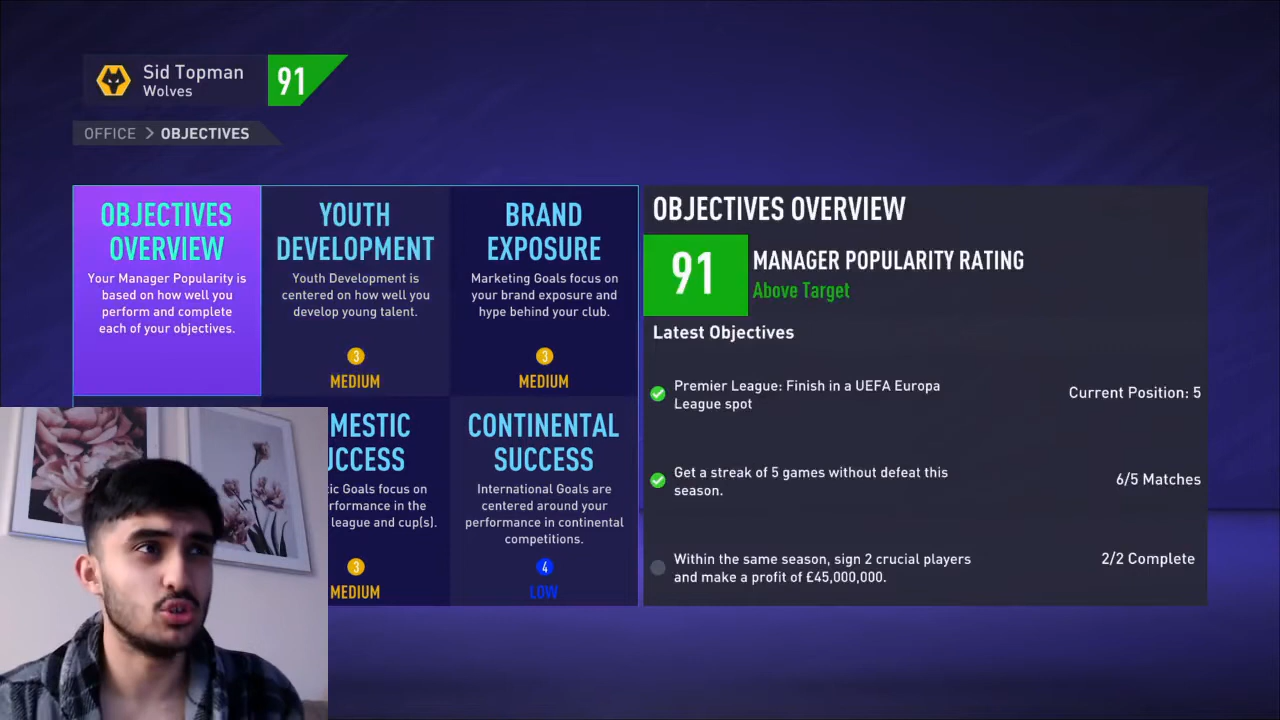 Sid Topman
Wolves
91
OFFICE > OBJECTIVES
OBJECTIVES
OVERVIEW
Your Manager Popularity is
based on how well you
perform and complete
each of your objectives.
YOUTH
DEVELOPMENT
Youth Development is
centered on how well you
develop young talent.
3
MEDIUM
BRAND
EXPOSURE
Marketing Goals focus on
your brand exposure and
hype behind your club.
3
MEDIUM
MESTIC
CCESS
ic Goals focus on
rformance in the
league and cup(s).
3
MEDIUM
CONTINENTAL
SUCCESS
International Goals are
centered around your
performance in continental
competitions.
4
LOW
OBJECTIVES OVERVIEW
91
MANAGER POPULARITY RATING
Above Target
Latest Objectives
Premier League: Finish in a UEFA Europa
League spot
Current Position: 5
Get a streak of 5 games without defeat this
season.
6/5 Matches
Within the same season, sign 2 crucial players
and make a profit of £45,000,000.
2/2 Complete